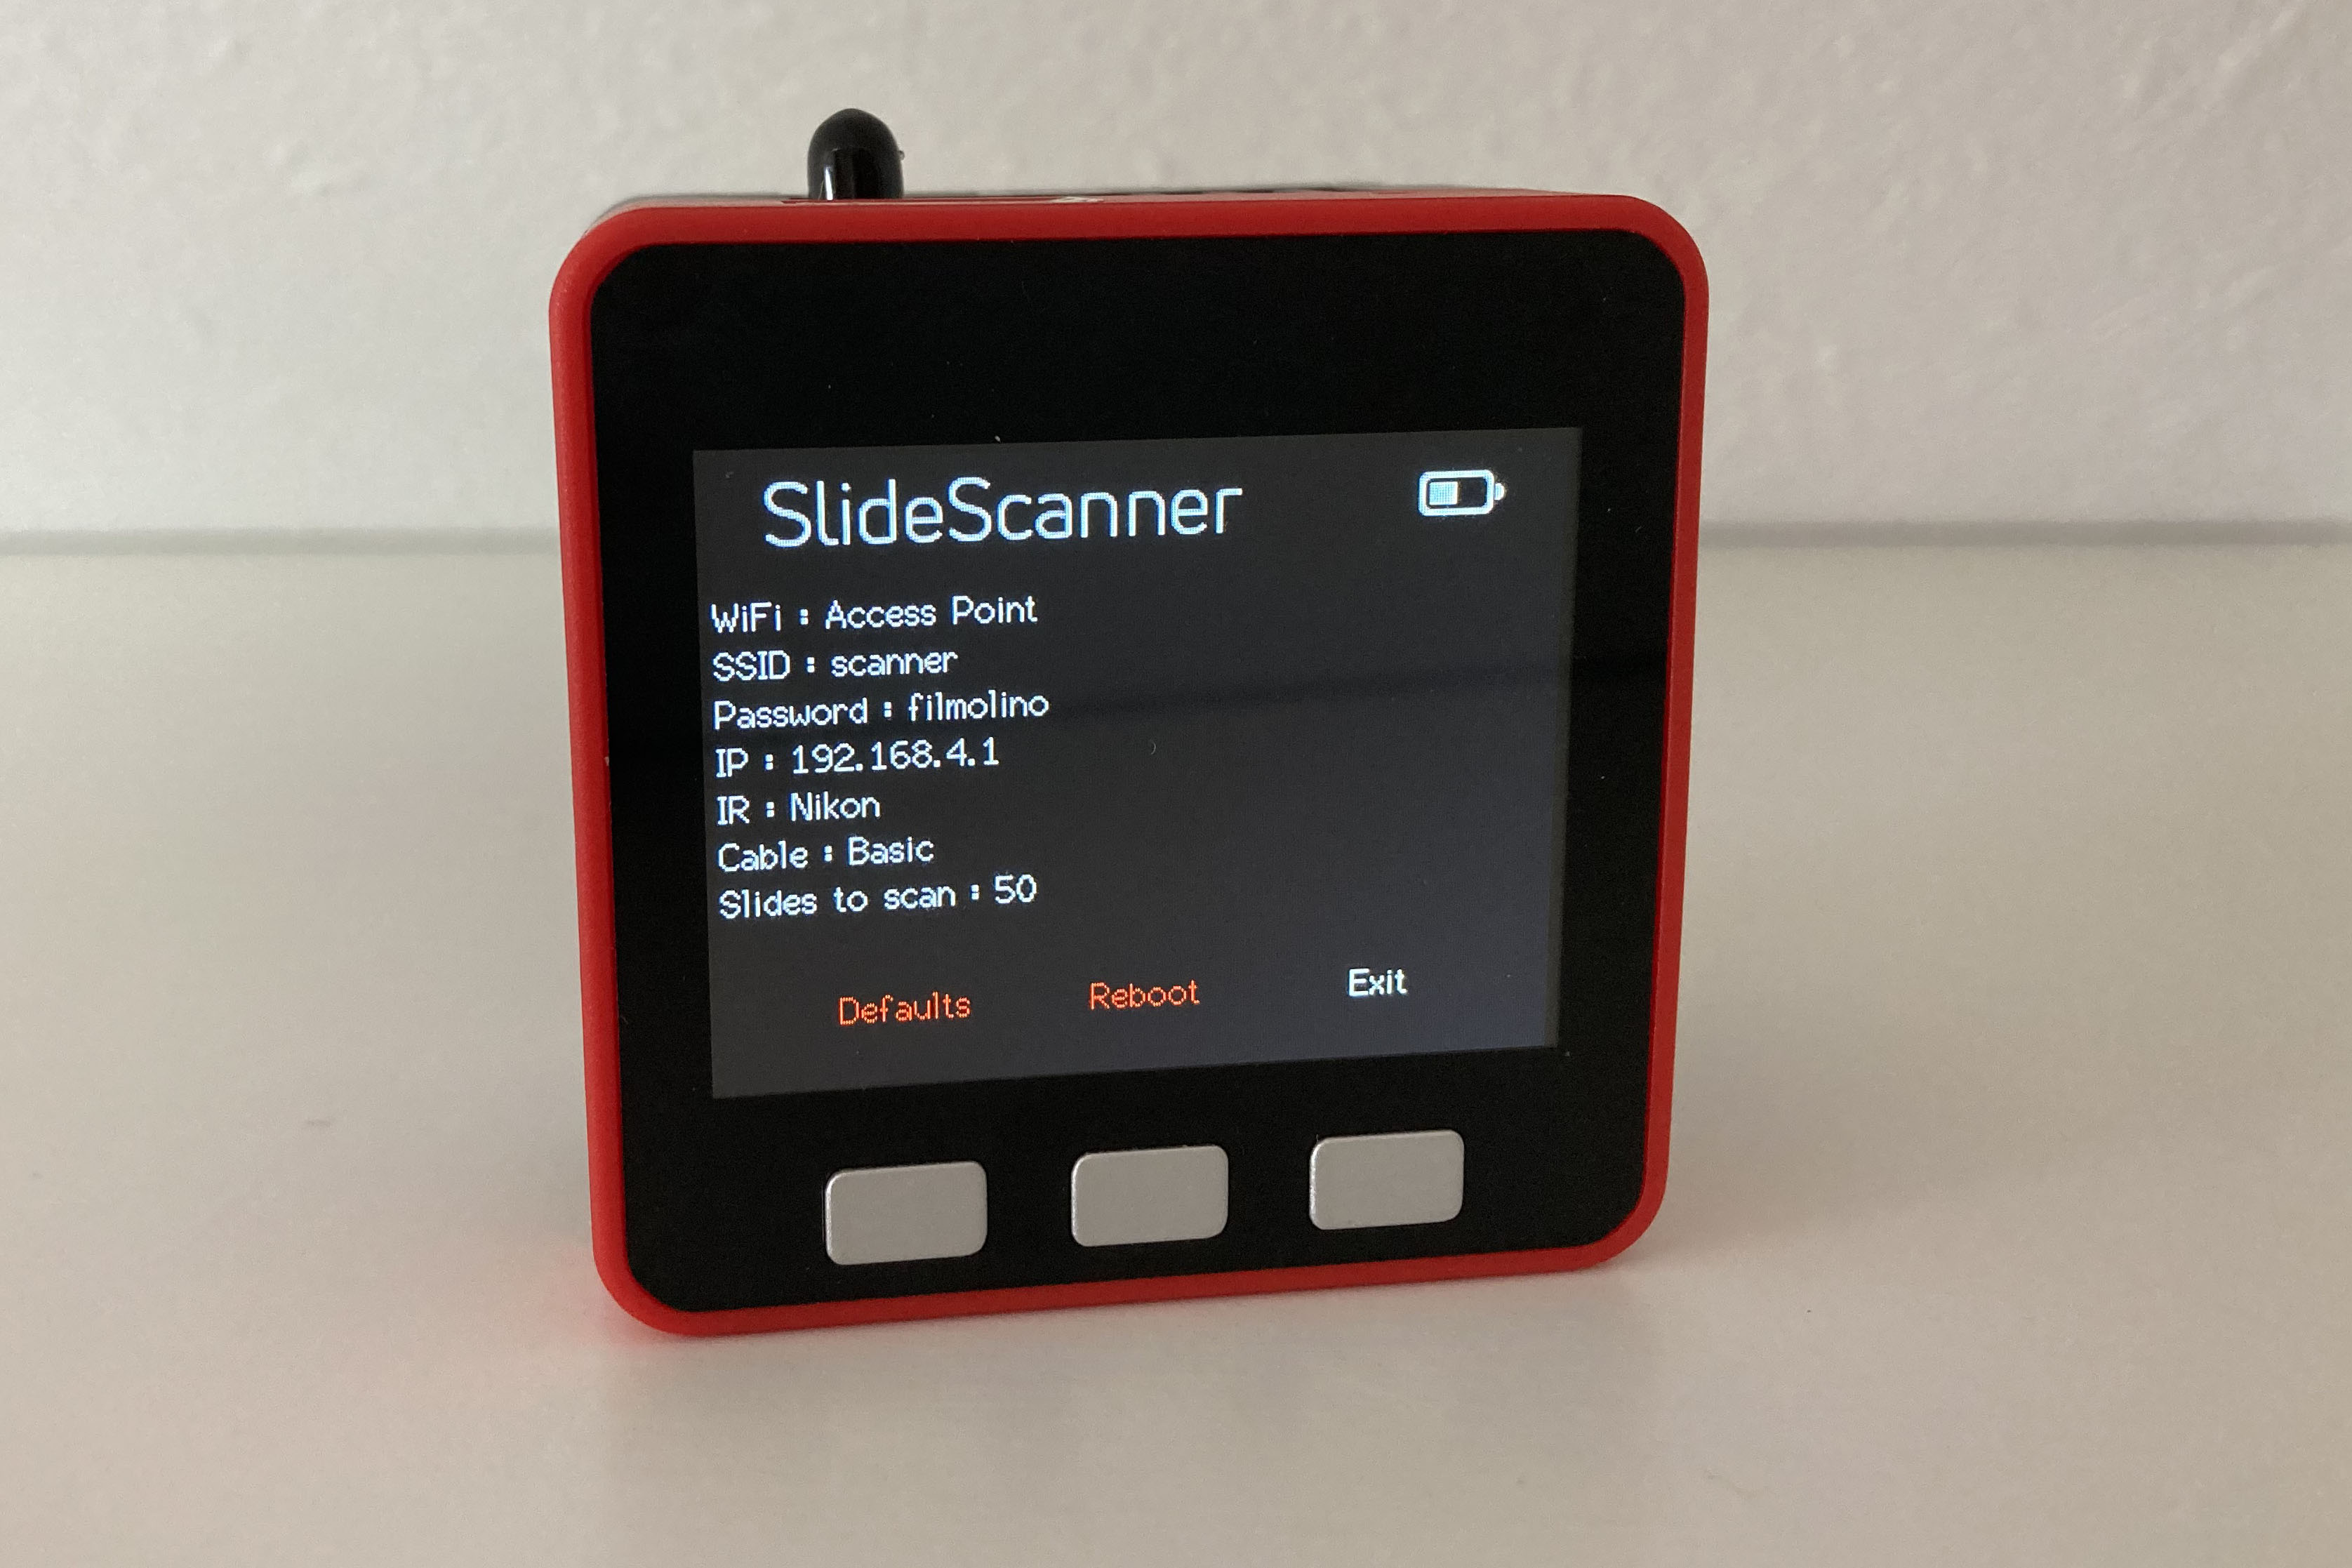 SlideScanner
WiFi : Access Point
SSID : scanner
Password : filmolino
IP : 192.168.4.1
IR : Nikon
Cable : Basic
Slides to scan : 50
Defaults Reboot Exit